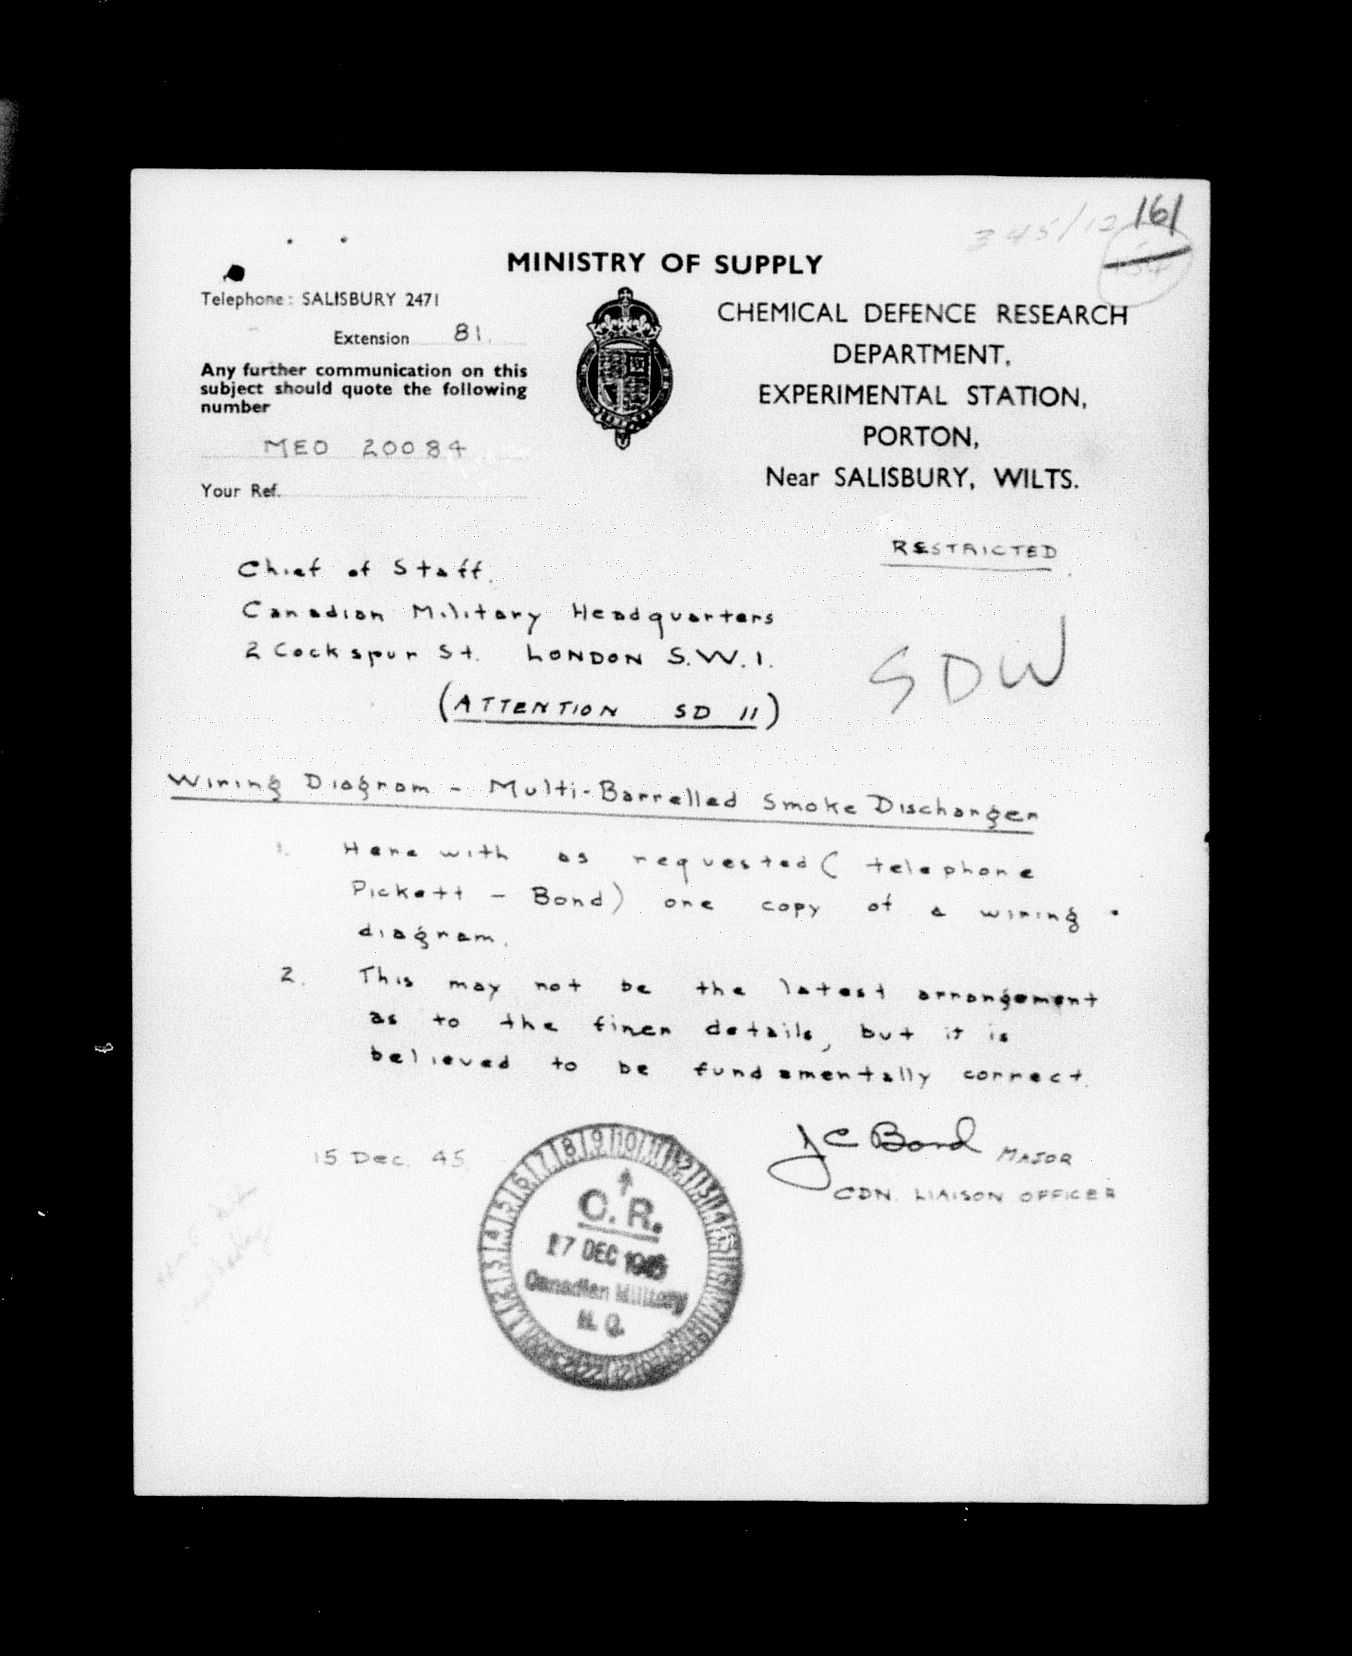 161
345/12
MINISTRY OF SUPPLY
Telephone: SALISBURY 2471
Extension 81.
Any further communication on this
subject should quote the following
number
MEO 20084
Your Ref.
CHEMICAL DEFENCE RESEARCH
DEPARTMENT,
EXPERIMENTAL STATION,
PORTON,
Near SALISBURY, WILTS.
RESTRICTED
Chief of Staff.
Canadian Military Headquarters
2 Cockspur St. LONDON S.W.1.
(ATTENTION SD 11)
SDW
Wiring Diagram - Multi-Barrelled Smoke Discharger
1. Herewith as requested (telephone
Pickett - Bond) one copy of a wiring
diagram.
2. This may not be the latest arrangement
as to the finer details, but it is
believed to be fundamentally correct.
JC Bond MAJOR
CDN. LIAISON OFFICER
15 Dec. 45
C.R.
17 DEC 1945
Canadian Military
H.Q.